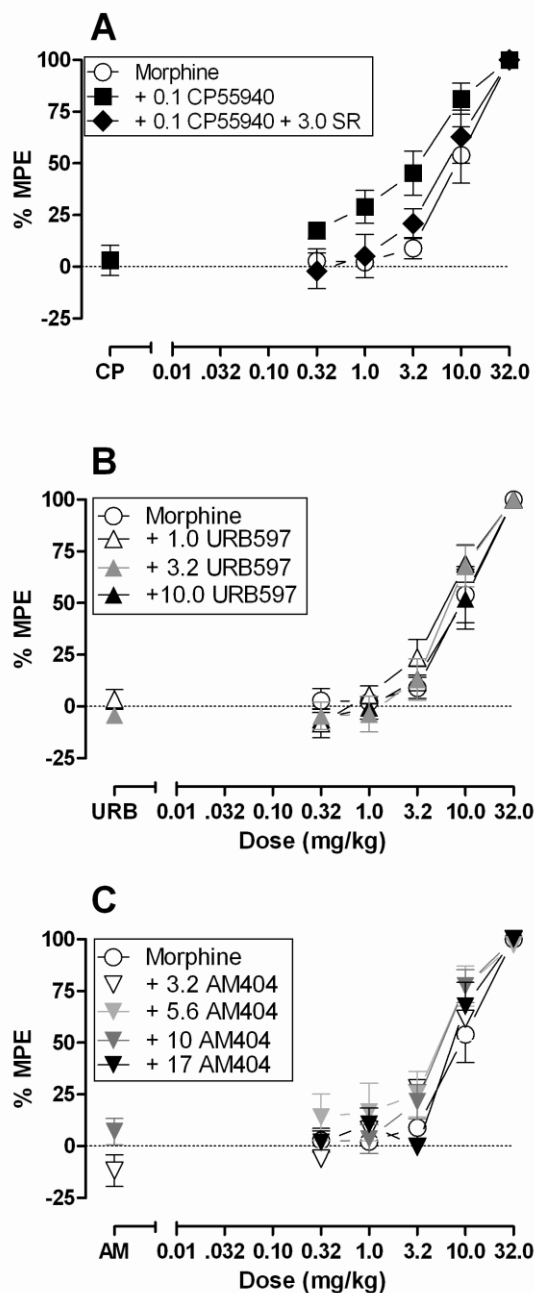 A
Morphine
+ 0.1 CP55940
+ 0.1 CP55940 + 3.0 SR
100
75
50
25
0
-25
% MPE
CP 0.01 .032 0.10 0.32 1.0 3.2 10.0 32.0
B
Morphine
+ 1.0 URB597
+ 3.2 URB597
+10.0 URB597
100
75
50
25
0
-25
% MPE
URB 0.01 .032 0.10 0.32 1.0 3.2 10.0 32.0
Dose (mg/kg)
C
Morphine
+ 3.2 AM404
+ 5.6 AM404
+ 10 AM404
+ 17 AM404
100
75
50
25
0
-25
% MPE
AM 0.01 .032 0.10 0.32 1.0 3.2 10.0 32.0
Dose (mg/kg)